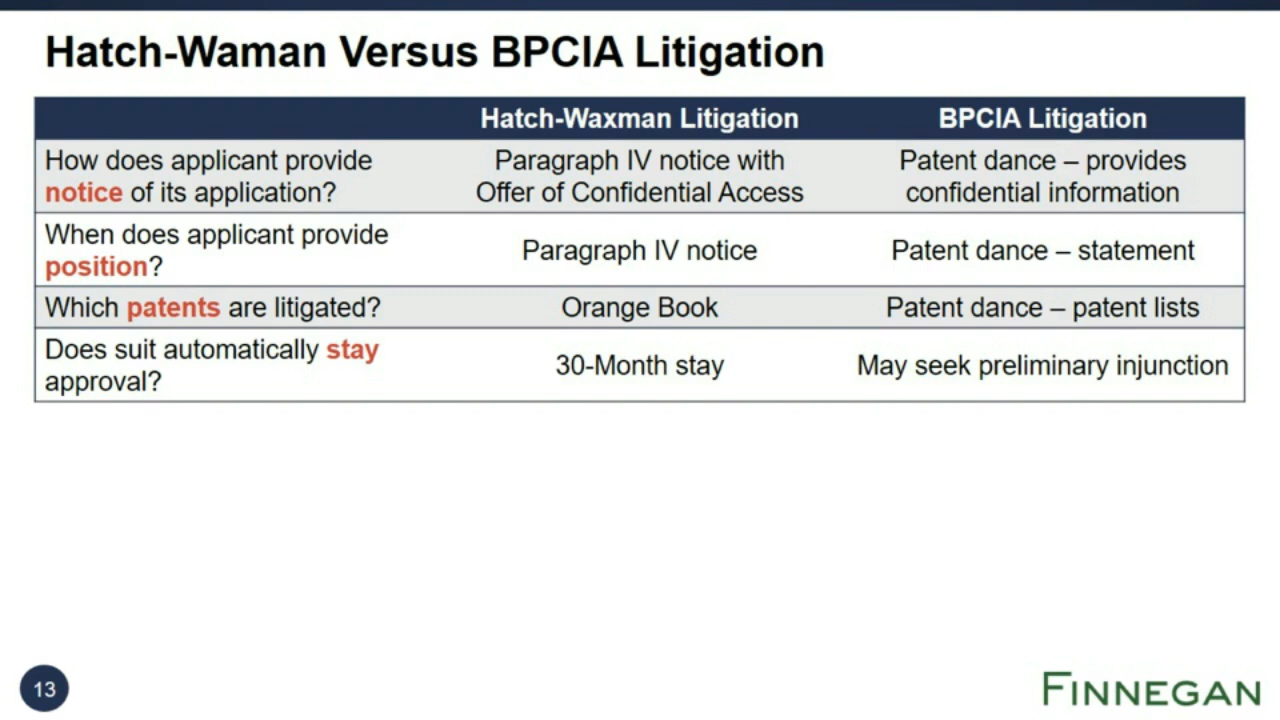 Hatch-Waman Versus BPCIA Litigation
Hatch-Waxman Litigation
BPCIA Litigation
How does applicant provide
notice of its application?
Paragraph IV notice with
Offer of Confidential Access
Patent dance – provides
confidential information
When does applicant provide
position?
Paragraph IV notice
Patent dance – statement
Which patents are litigated?
Orange Book
Patent dance – patent lists
Does suit automatically stay
approval?
30-Month stay
May seek preliminary injunction
13
FINNEGAN